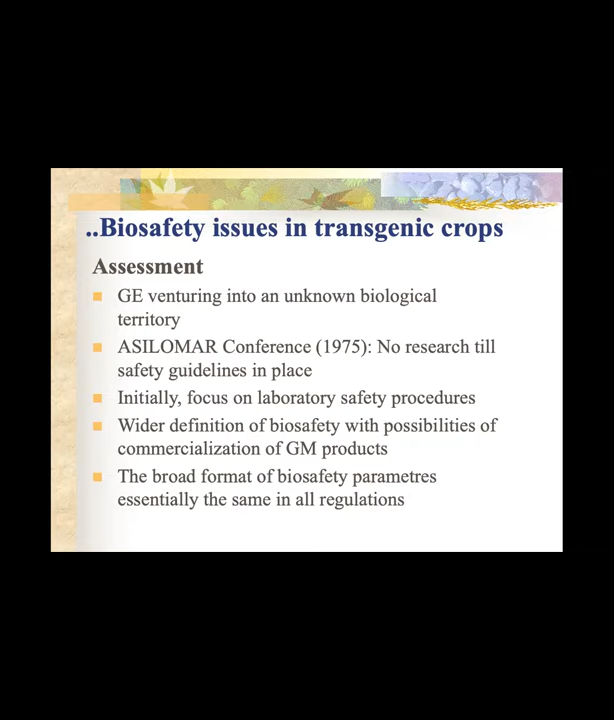 ..Biosafety issues in transgenic crops
Assessment
GE venturing into an unknown biological
territory
ASILOMAR Conference (1975): No research till
safety guidelines in place
Initially, focus on laboratory safety procedures
Wider definition of biosafety with possibilities of
commercialization of GM products
The broad format of biosafety parametres
essentially the same in all regulations